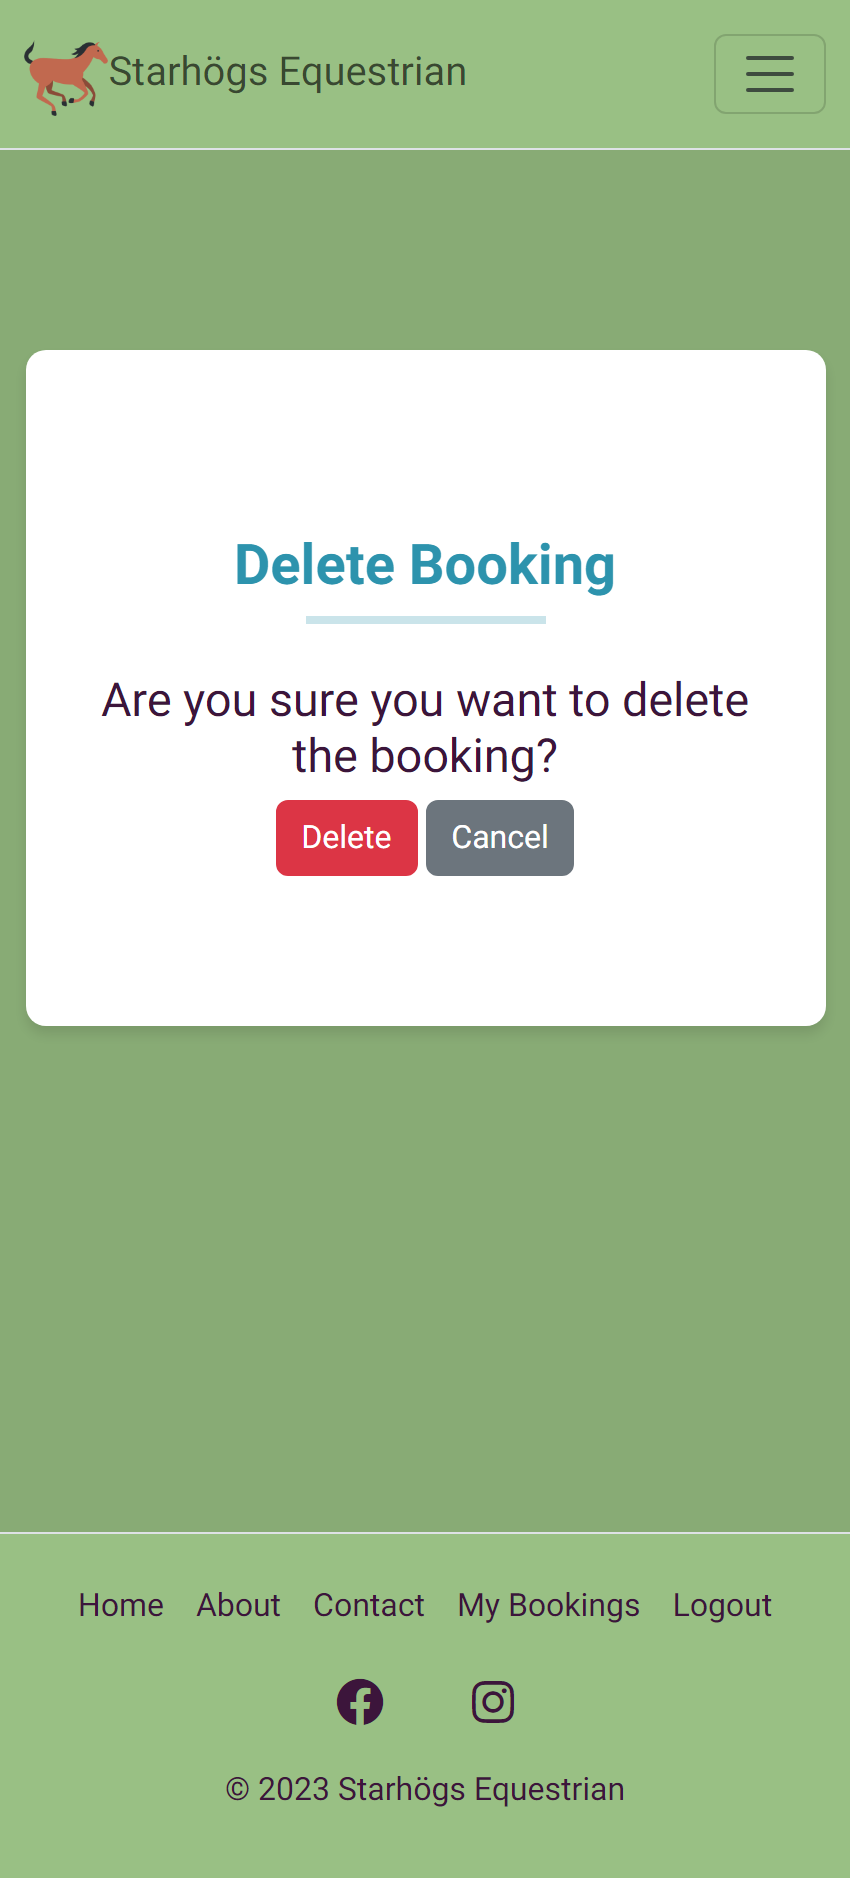 Starhögs Equestrian
Delete Booking
Are you sure you want to delete
the booking?
Delete Cancel
Home About Contact My Bookings Logout
© 2023 Starhögs Equestrian